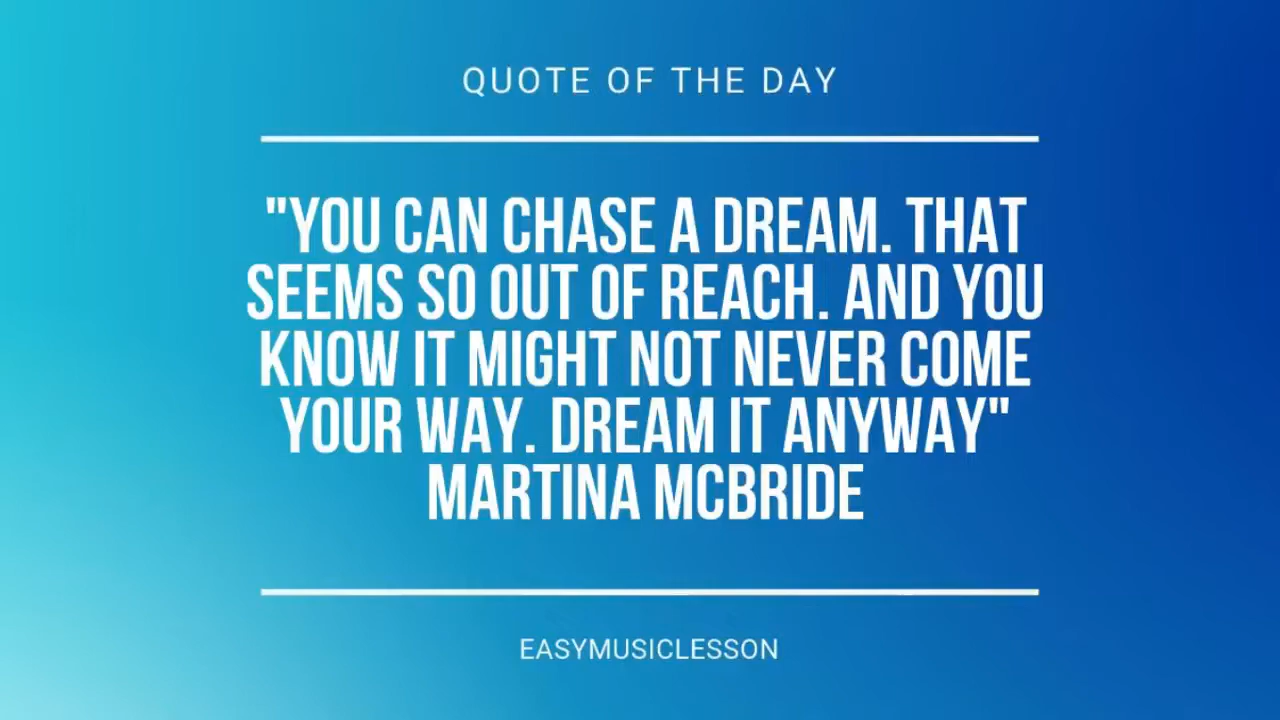 QUOTE OF THE DAY
"YOU CAN CHASE A DREAM. THAT
SEEMS SO OUT OF REACH. AND YOU
KNOW IT MIGHT NOT NEVER COME
YOUR WAY. DREAM IT ANYWAY"
MARTINA MCBRIDE
EASYMUSICLESSON